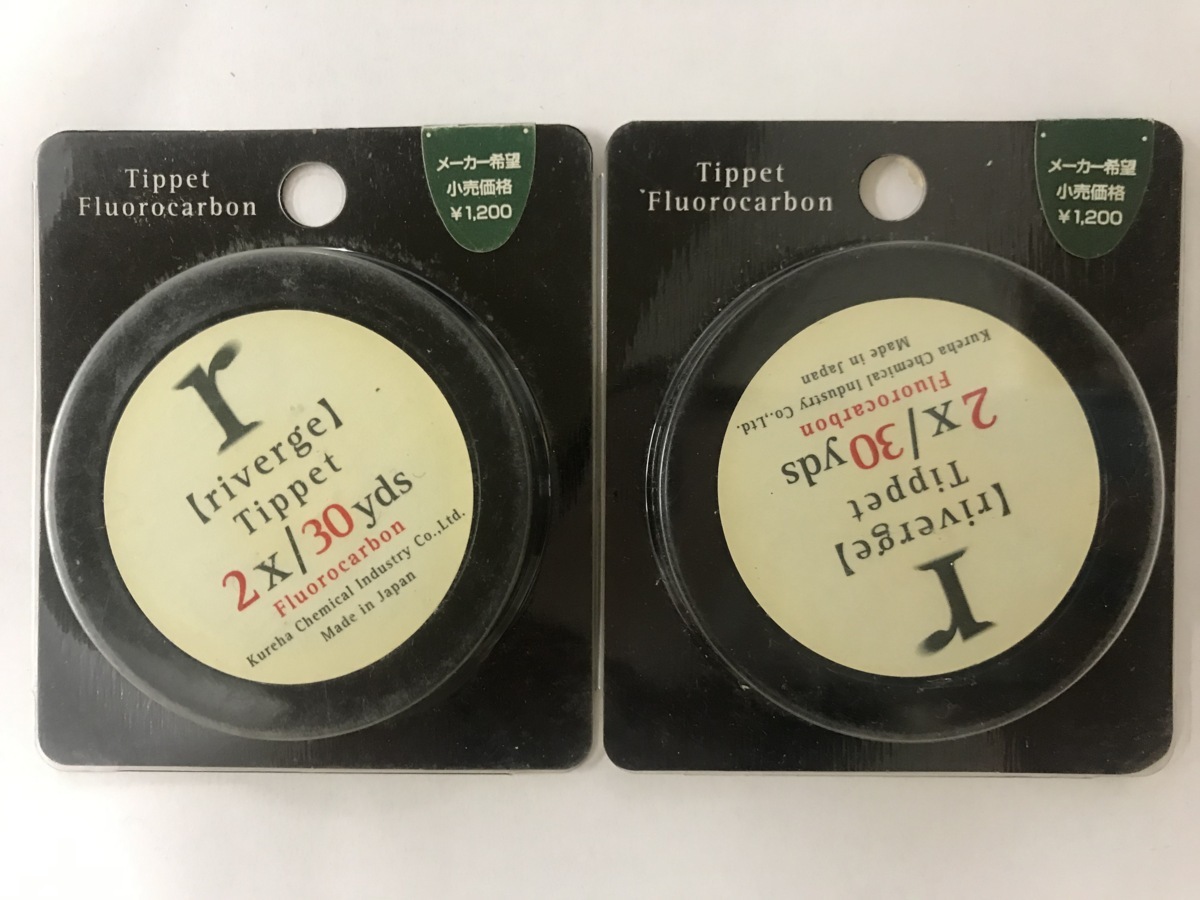 Tippet
Fluorocarbon
メーカー希望
小売価格
¥1,200
r
【riverge】
Tippet
2x/30yds
Fluorocarbon
Kureha Chemical Industry Co.,Ltd.
Made in Japan
Tippet
Fluorocarbon
メーカー希望
小売価格
¥1,200
r
【riverge】
Tippet
2x/30yds
Fluorocarbon
Kureha Chemical Industry Co.,Ltd.
Made in Japan